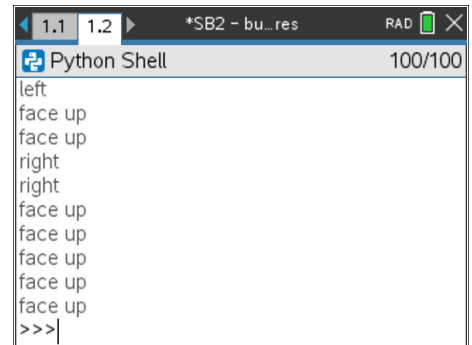 1.1 1.2 *SB2 - bu...res RAD
Python Shell 100/100
left
face up
face up
right
right
face up
face up
face up
face up
face up
>>>